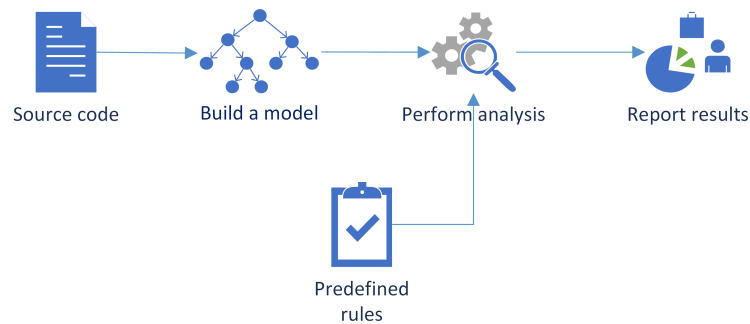 Source code
Build a model
Perform analysis
Report results
Predefined
rules